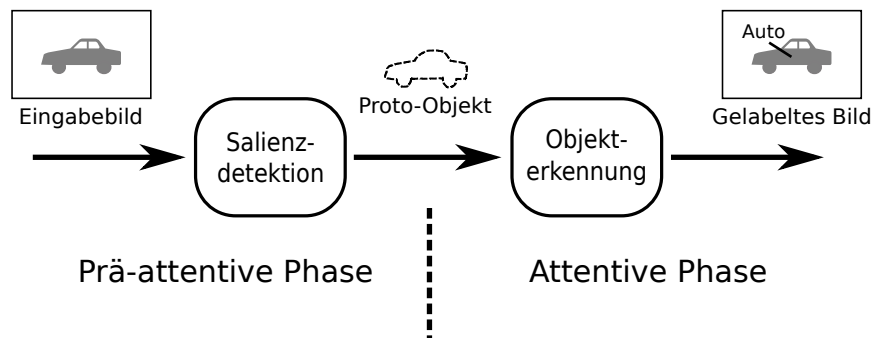 Eingabebild
Salienz-
detektion
Proto-Objekt
Objekt-
erkennung
Auto
Gelabeltes Bild
Prä-attentive Phase
Attentive Phase